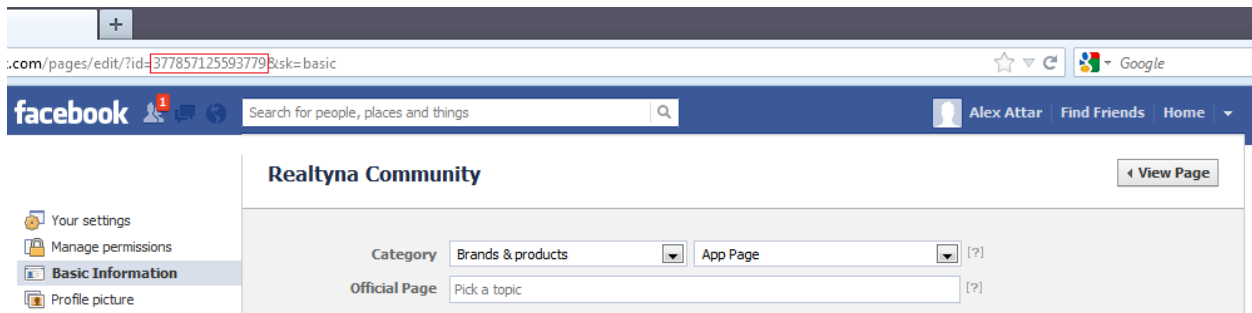 +
.com/pages/edit/?id=377857125593779&sk=basic
Google
facebook 1 Search for people, places and things Alex Attar Find Friends Home
Realtyna Community View Page
Your settings
Manage permissions
Basic Information
Profile picture
Category Brands & products App Page [?]
Official Page Pick a topic [?]